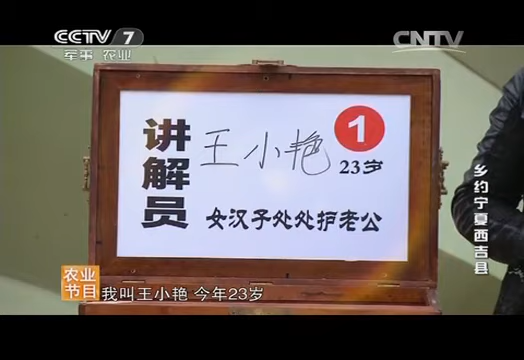 CCTV 7
军事 农业
CNTV
讲解员
王小艳
1
23岁
女汉子处处护老公
乡约宁夏西吉县
农业
节目
我叫王小艳 今年23岁